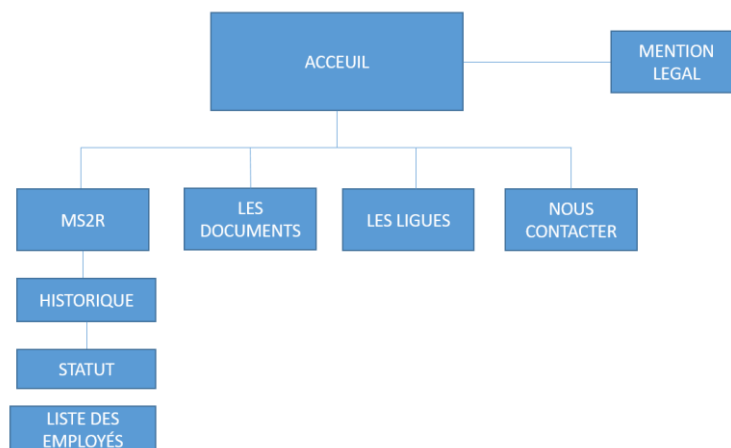 ACCEUIL
MENTION
LEGAL
MS2R
LES
DOCUMENTS
LES LIGUES
NOUS
CONTACTER
HISTORIQUE
STATUT
LISTE DES
EMPLOYÉS